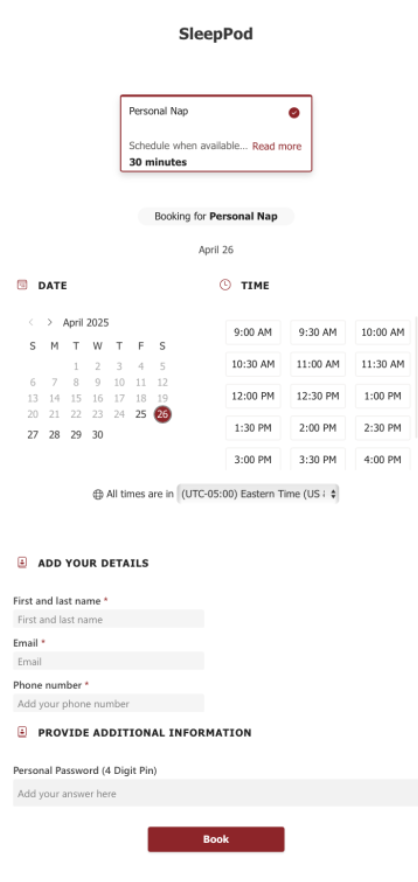 SleepPod
Personal Nap
Schedule when available... Read more
30 minutes
Booking for Personal Nap
April 26
DATE
TIME
< > April 2025
S M T W T F S
1 2 3 4 5
6 7 8 9 10 11 12
13 14 15 16 17 18 19
20 21 22 23 24 25 26
27 28 29 30
9:00 AM 9:30 AM 10:00 AM
10:30 AM 11:00 AM 11:30 AM
12:00 PM 12:30 PM 1:00 PM
1:30 PM 2:00 PM 2:30 PM
3:00 PM 3:30 PM 4:00 PM
All times are in (UTC-05:00) Eastern Time (US
ADD YOUR DETAILS
First and last name *
First and last name
Email *
Email
Phone number *
Add your phone number
PROVIDE ADDITIONAL INFORMATION
Personal Password (4 Digit Pin)
Add your answer here
Book